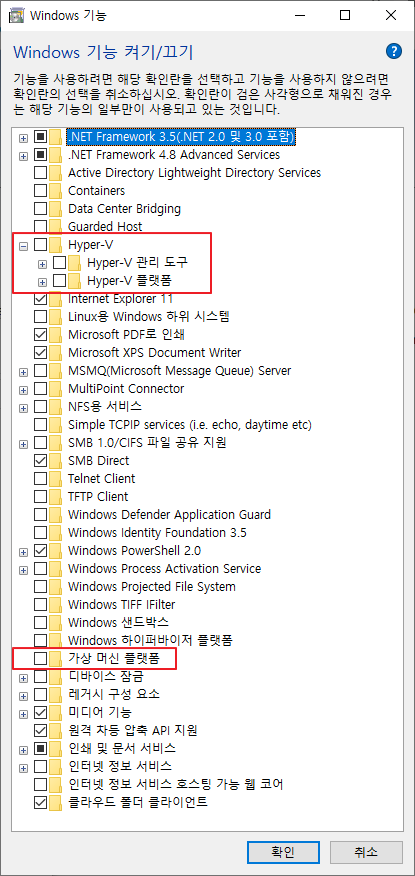 Windows 기능
Windows 기능 켜기/끄기
?
기능을 사용하려면 해당 확인란을 선택하고 기능을 사용하지 않으려면
확인란의 선택을 취소하십시오. 확인란이 검은 사각형으로 채워진 경우
는 해당 기능의 일부만이 사용되고 있는 것입니다.
.NET Framework 3.5(.NET 2.0 및 3.0 포함)
.NET Framework 4.8 Advanced Services
Active Directory Lightweight Directory Services
Containers
Data Center Bridging
Guarded Host
Hyper-V
Hyper-V 관리 도구
Hyper-V 플랫폼
Internet Explorer 11
Linux용 Windows 하위 시스템
Microsoft PDF로 인쇄
Microsoft XPS Document Writer
MSMQ(Microsoft Message Queue) Server
MultiPoint Connector
NFS용 서비스
Simple TCPIP services (i.e. echo, daytime etc)
SMB 1.0/CIFS 파일 공유 지원
SMB Direct
Telnet Client
TFTP Client
Windows Defender Application Guard
Windows Identity Foundation 3.5
Windows PowerShell 2.0
Windows Process Activation Service
Windows Projected File System
Windows TIFF IFilter
Windows 샌드박스
Windows 하이퍼바이저 플랫폼
가상 머신 플랫폼
디바이스 잠금
레거시 구성 요소
미디어 기능
원격 차등 압축 API 지원
인쇄 및 문서 서비스
인터넷 정보 서비스
인터넷 정보 서비스 호스팅 가능 웹 코어
클라우드 폴더 클라이언트
확인
취소